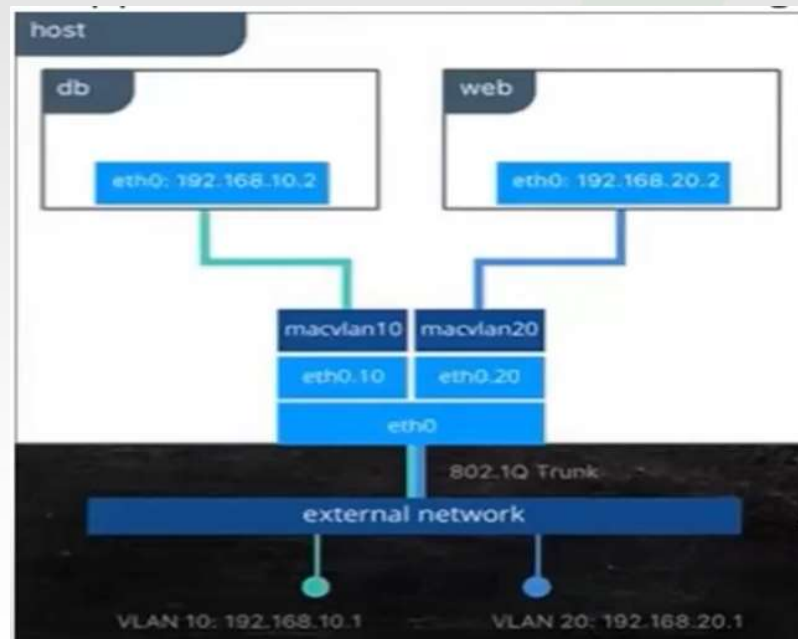 host
db
web
eth0: 192.168.10.2
eth0: 192.168.20.2
macvlan10
macvlan20
eth0.10
eth0.20
eth0
802.1Q Trunk
external network
VLAN 10: 192.168.10.1
VLAN 20: 192.168.20.1